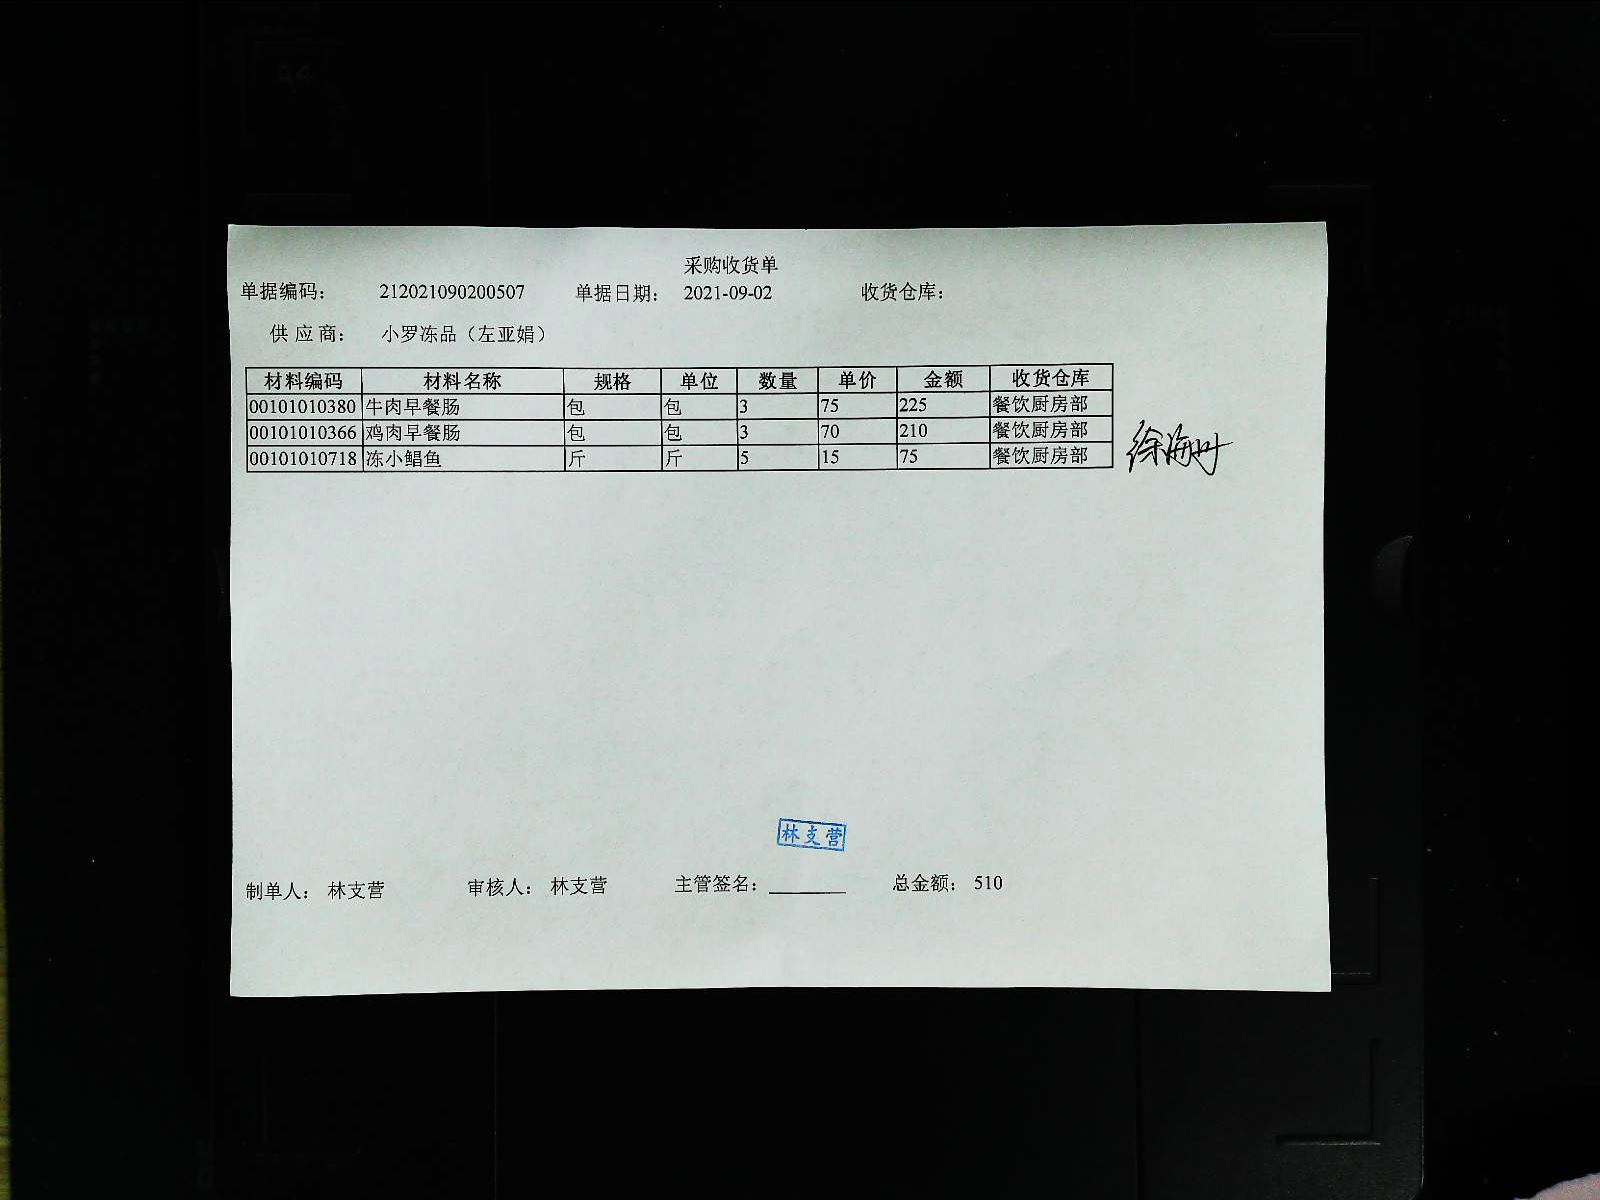 采购收货单
单据编码： 212021090200507 单据日期： 2021-09-02 收货仓库：
供应商： 小罗冻品（左亚娟）
材料编码 材料名称 规格 单位 数量 单价 金额 收货仓库
00101010380 牛肉早餐肠 包 包 3 75 225 餐饮厨房部
00101010366 鸡肉早餐肠 包 包 3 70 210 餐饮厨房部
00101010718 冻小鲳鱼 斤 斤 5 15 75 餐饮厨房部
林支营
制单人： 林支营 审核人： 林支营 主管签名： 总金额： 510